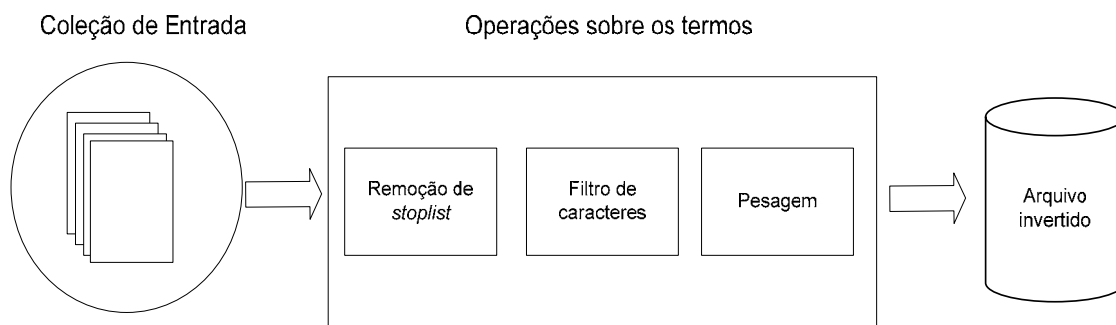 Coleção de Entrada
Operações sobre os termos
Remoção de
stoplist
Filtro de
caracteres
Pesagem
Arquivo
invertido